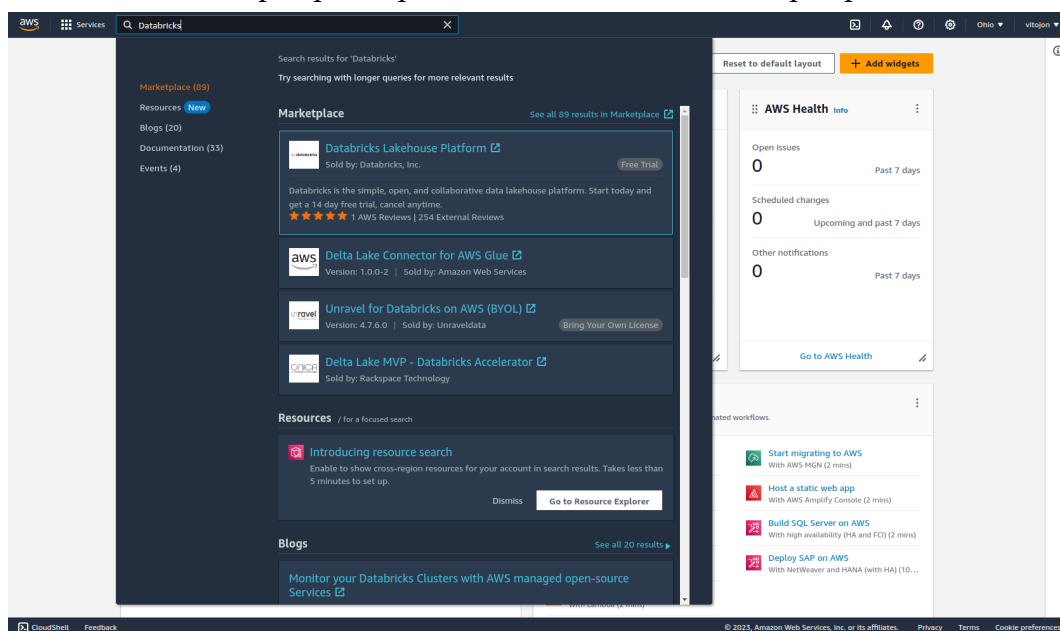 aws
Services
Databricks
Ohio
vitojon
Search results for 'Databricks'
Try searching with longer queries for more relevant results
Marketplace (89)
Resources New
Blogs (20)
Documentation (33)
Events (4)
Marketplace
See all 89 results in Marketplace
Databricks Lakehouse Platform
Sold by: Databricks, Inc.
Free Trial
Databricks is the simple, open, and collaborative data lakehouse platform. Start today and
get a 14 day free trial, cancel anytime.
1 AWS Reviews | 254 External Reviews
aws
Delta Lake Connector for AWS Glue
Version: 1.0.0-2 | Sold by: Amazon Web Services
unravel
Unravel for Databricks on AWS (BYOL)
Version: 4.7.6.0 | Sold by: Unraveldata
Bring Your Own License
ONICA
Delta Lake MVP - Databricks Accelerator
Sold by: Rackspace Technology
Resources / for a focused search
Introducing resource search
Enable to show cross-region resources for your account in search results. Takes less than
5 minutes to set up.
Dismiss
Go to Resource Explorer
Blogs
See all 20 results
Monitor your Databricks Clusters with AWS managed open-source
Services
Reset to default layout
+ Add widgets
AWS Health Info
Open issues
0
Past 7 days
Scheduled changes
0
Upcoming and past 7 days
Other notifications
0
Past 7 days
Go to AWS Health
workflows.
Start migrating to AWS
With AWS MGN (2 mins)
Host a static web app
With AWS Amplify Console (2 mins)
Build SQL Server on AWS
With high availability (HA and FCI) (2 mins)
Deploy SAP on AWS
With NetWeaver and HANA (with HA) (10...
With Lambda (2 mins)
CloudShell
Feedback
© 2023, Amazon Web Services, Inc. or its affiliates.
Privacy
Terms
Cookie preferences